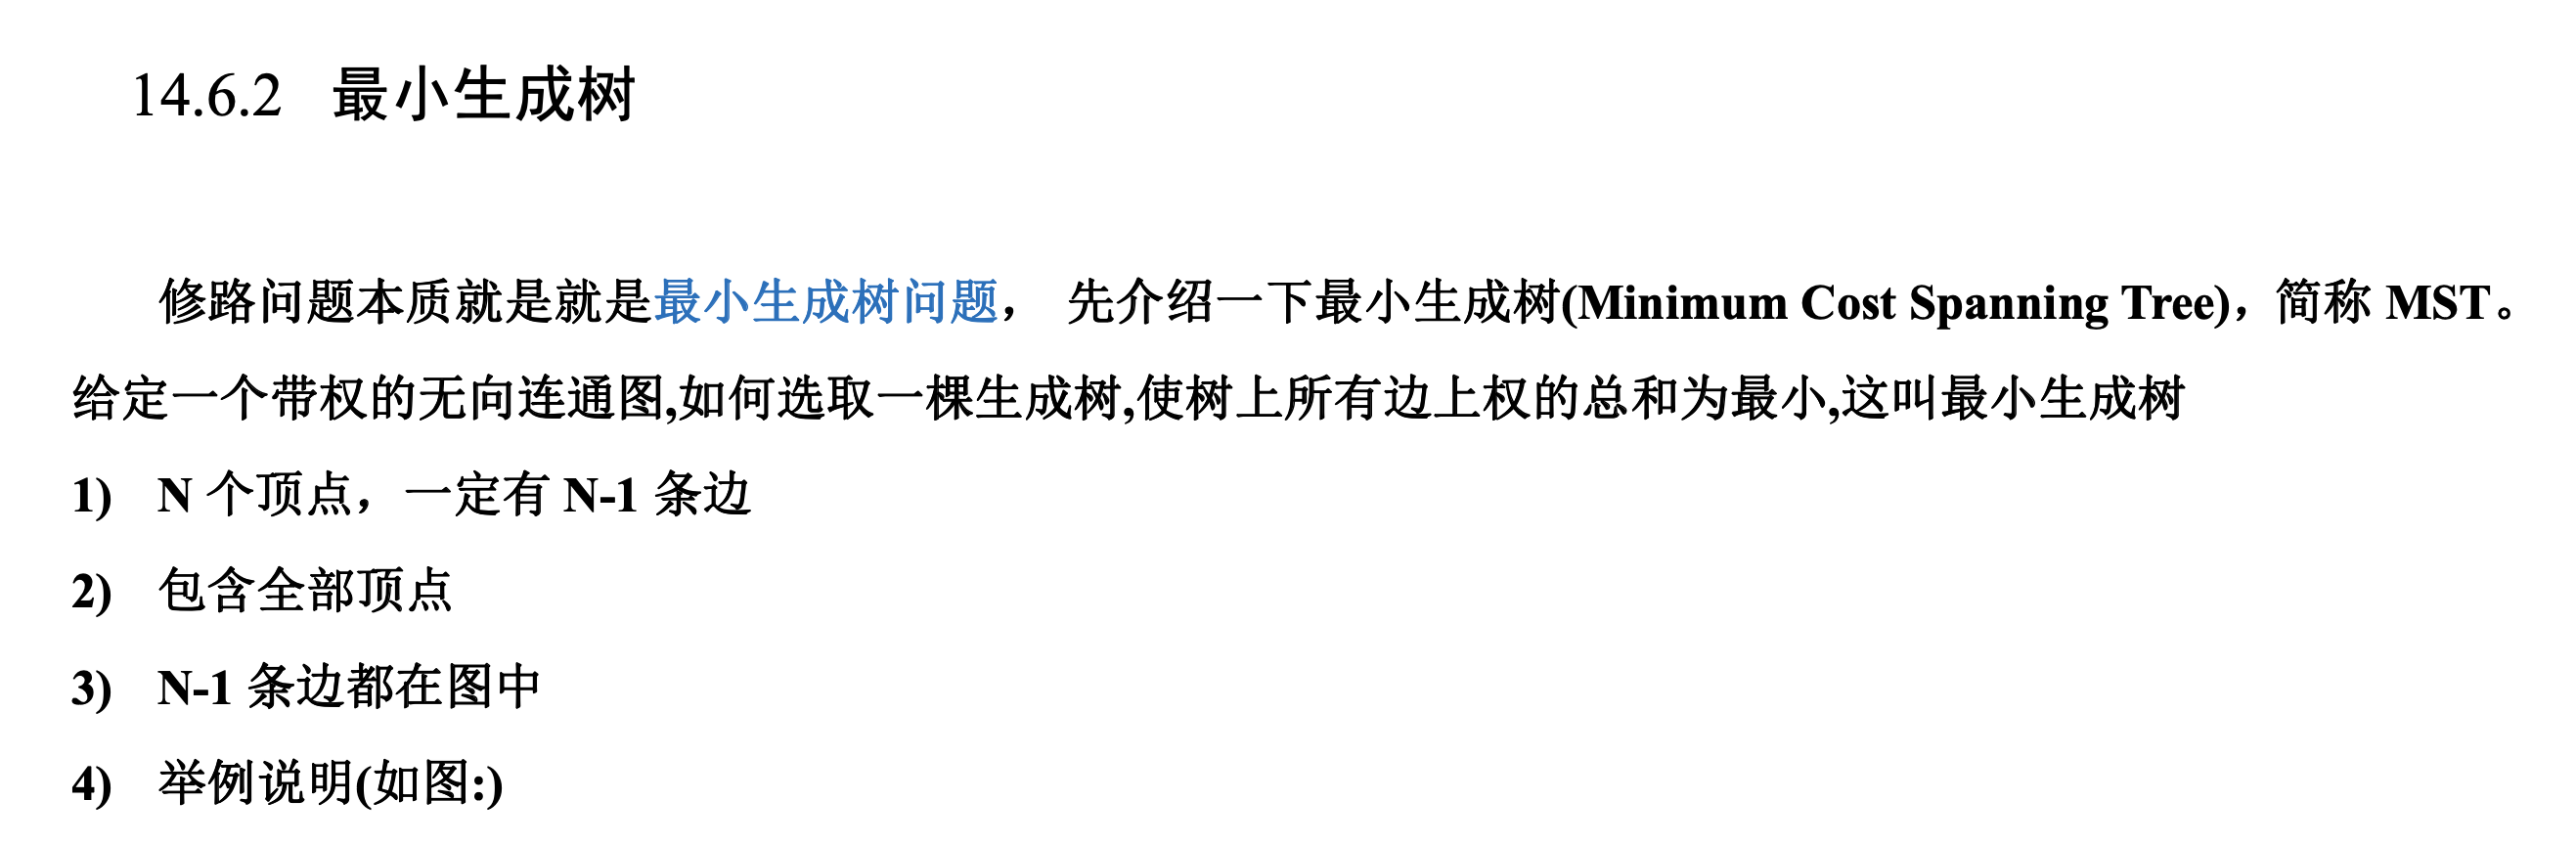 14.6.2 最小生成树
修路问题本质就是就是最小生成树问题， 先介绍一下最小生成树(Minimum Cost Spanning Tree)，简称 MST。
给定一个带权的无向连通图,如何选取一棵生成树,使树上所有边上权的总和为最小,这叫最小生成树
1) N 个顶点，一定有 N-1 条边
2) 包含全部顶点
3) N-1 条边都在图中
4) 举例说明(如图:)